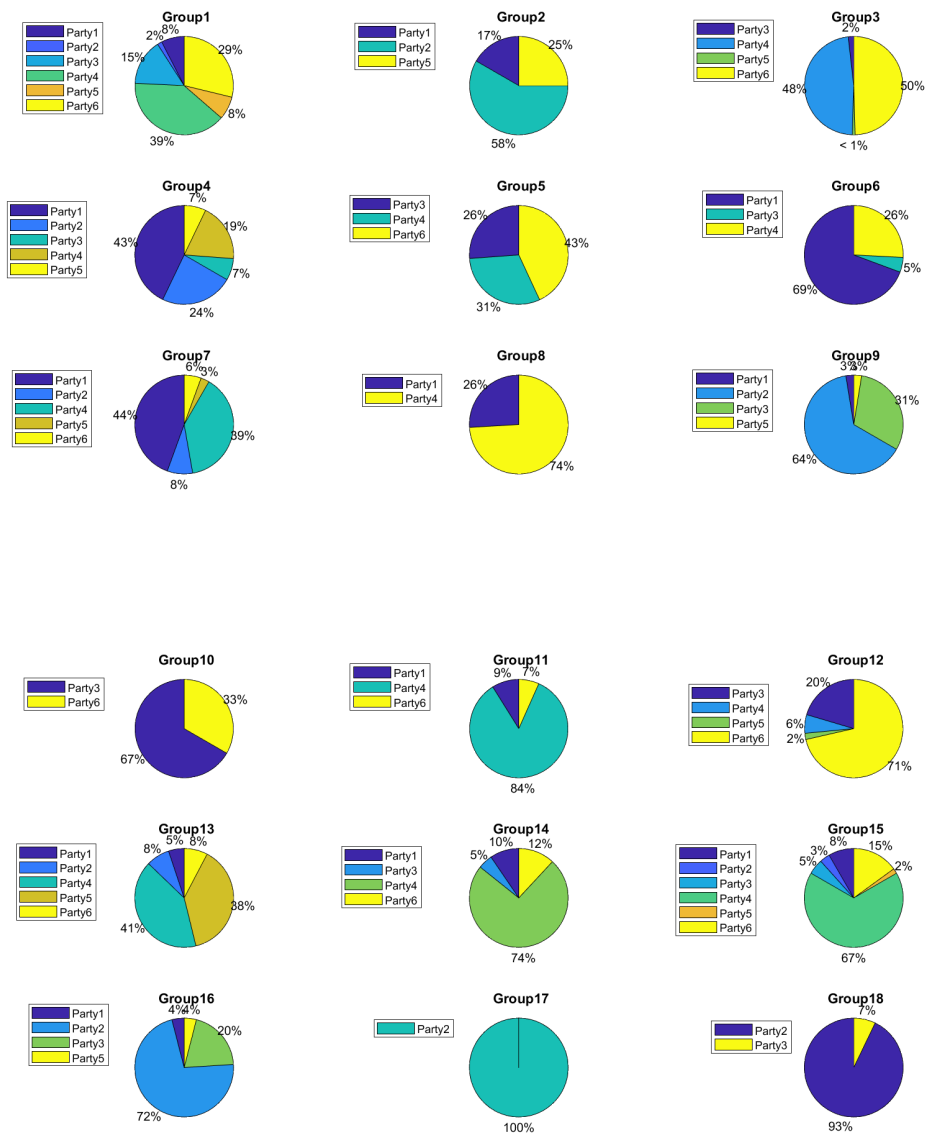 Group1
Party1
Party2
Party3
Party4
Party5
Party6
8%
2%
15%
39%
8%
29%
Group2
Party1
Party2
Party5
17%
58%
25%
Group3
Party3
Party4
Party5
Party6
2%
48%
< 1%
50%
Group4
Party1
Party2
Party3
Party4
Party5
43%
24%
7%
19%
7%
Group5
Party3
Party4
Party6
26%
31%
43%
Group6
Party1
Party3
Party4
69%
5%
26%
Group7
Party1
Party2
Party4
Party5
Party6
44%
8%
39%
3%
6%
Group8
Party1
Party4
26%
74%
Group9
Party1
Party2
Party3
Party5
3%
64%
31%
3%
Group10
Party3
Party6
67%
33%
Group11
Party1
Party4
Party6
9%
84%
7%
Group12
Party3
Party4
Party5
Party6
20%
6%
2%
71%
Group13
Party1
Party2
Party4
Party5
Party6
5%
8%
41%
38%
8%
Group14
Party1
Party3
Party4
Party6
10%
5%
74%
12%
Group15
Party1
Party2
Party3
Party4
Party5
Party6
8%
3%
5%
67%
2%
15%
Group16
Party1
Party2
Party3
Party5
4%
72%
20%
4%
Group17
Party2
100%
Group18
Party2
Party3
93%
7%